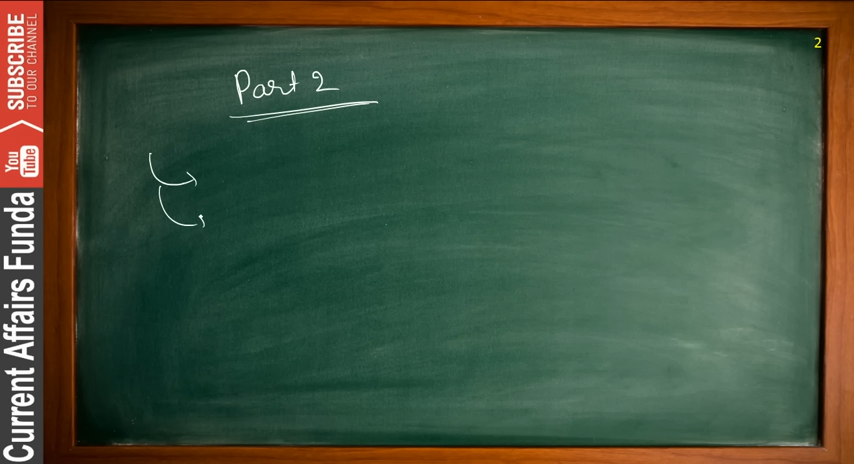 SUBSCRIBE
TO OUR CHANNEL
You Tube
Current Affairs Funda
2
Part 2